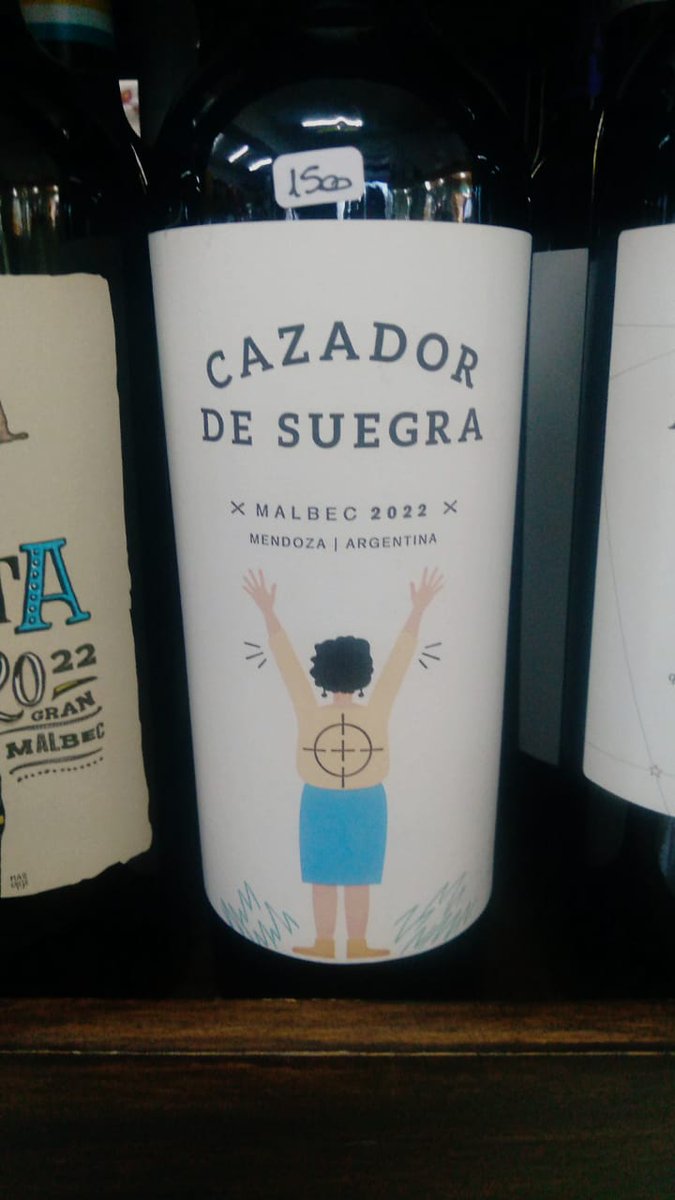 1500
CAZADOR
DE SUEGRA
X MALBEC 2022 X
MENDOZA | ARGENTINA
TA
2022
GRAN
MALBEC